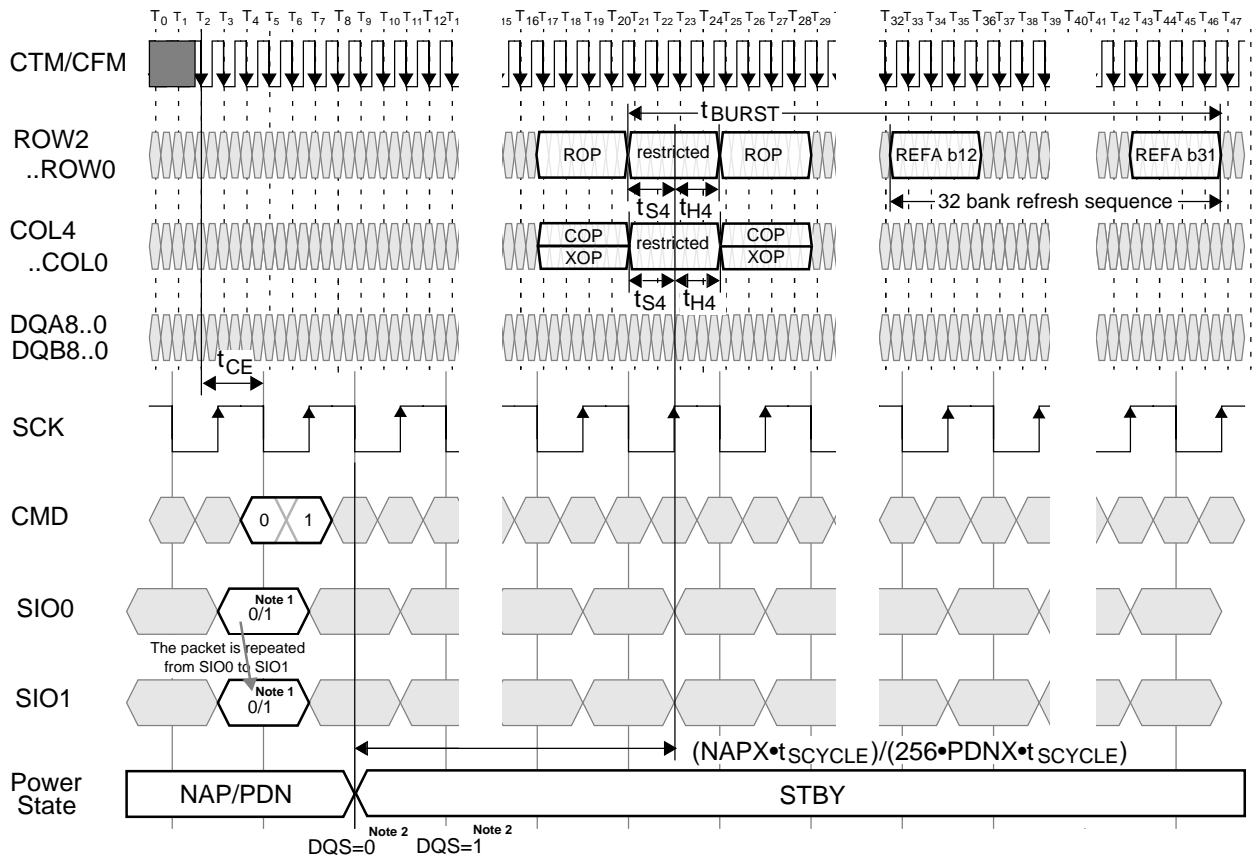 T0 T1 T2 T3 T4 T5 T6 T7 T8 T9 T10 T11 T12 T1 15 T16 T17 T18 T19 T20 T21 T22 T23 T24 T25 T26 T27 T28 T29 T32 T33 T34 T35 T36 T37 T38 T39 T40 T41 T42 T43 T44 T45 T46 T47
CTM/CFM
tBURST
ROW2
..ROW0
ROP restricted ROP REFA b12 REFA b31
tS4 tH4
32 bank refresh sequence
COL4
..COL0
COP restricted COP
XOP XOP
tS4 tH4
DQA8..0
DQB8..0
tCE
SCK
CMD 0 1
SIO0
Note 1
0/1
The packet is repeated
from SIO0 to SIO1
SIO1
Note 1
0/1
(NAPX•tSCYCLE)/(256•PDNX•tSCYCLE)
Power
State
NAP/PDN STBY
DQS=0 Note 2 DQS=1 Note 2